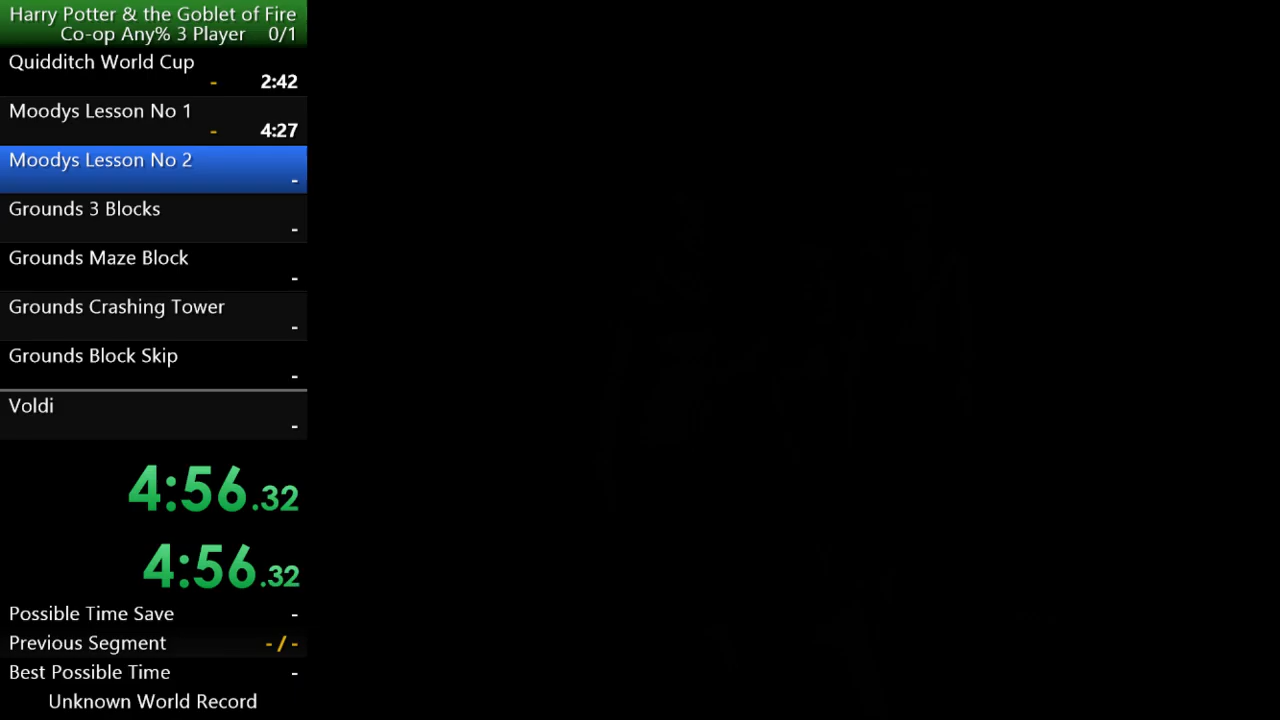 Harry Potter & the Goblet of Fire
Co-op Any% 3 Player 0/1
Quidditch World Cup
- 2:42
Moodys Lesson No 1
- 4:27
Moodys Lesson No 2
-
Grounds 3 Blocks
-
Grounds Maze Block
-
Grounds Crashing Tower
-
Grounds Block Skip
-
Voldi
-
4:56.32
4:56.32
Possible Time Save -
Previous Segment - / -
Best Possible Time -
Unknown World Record